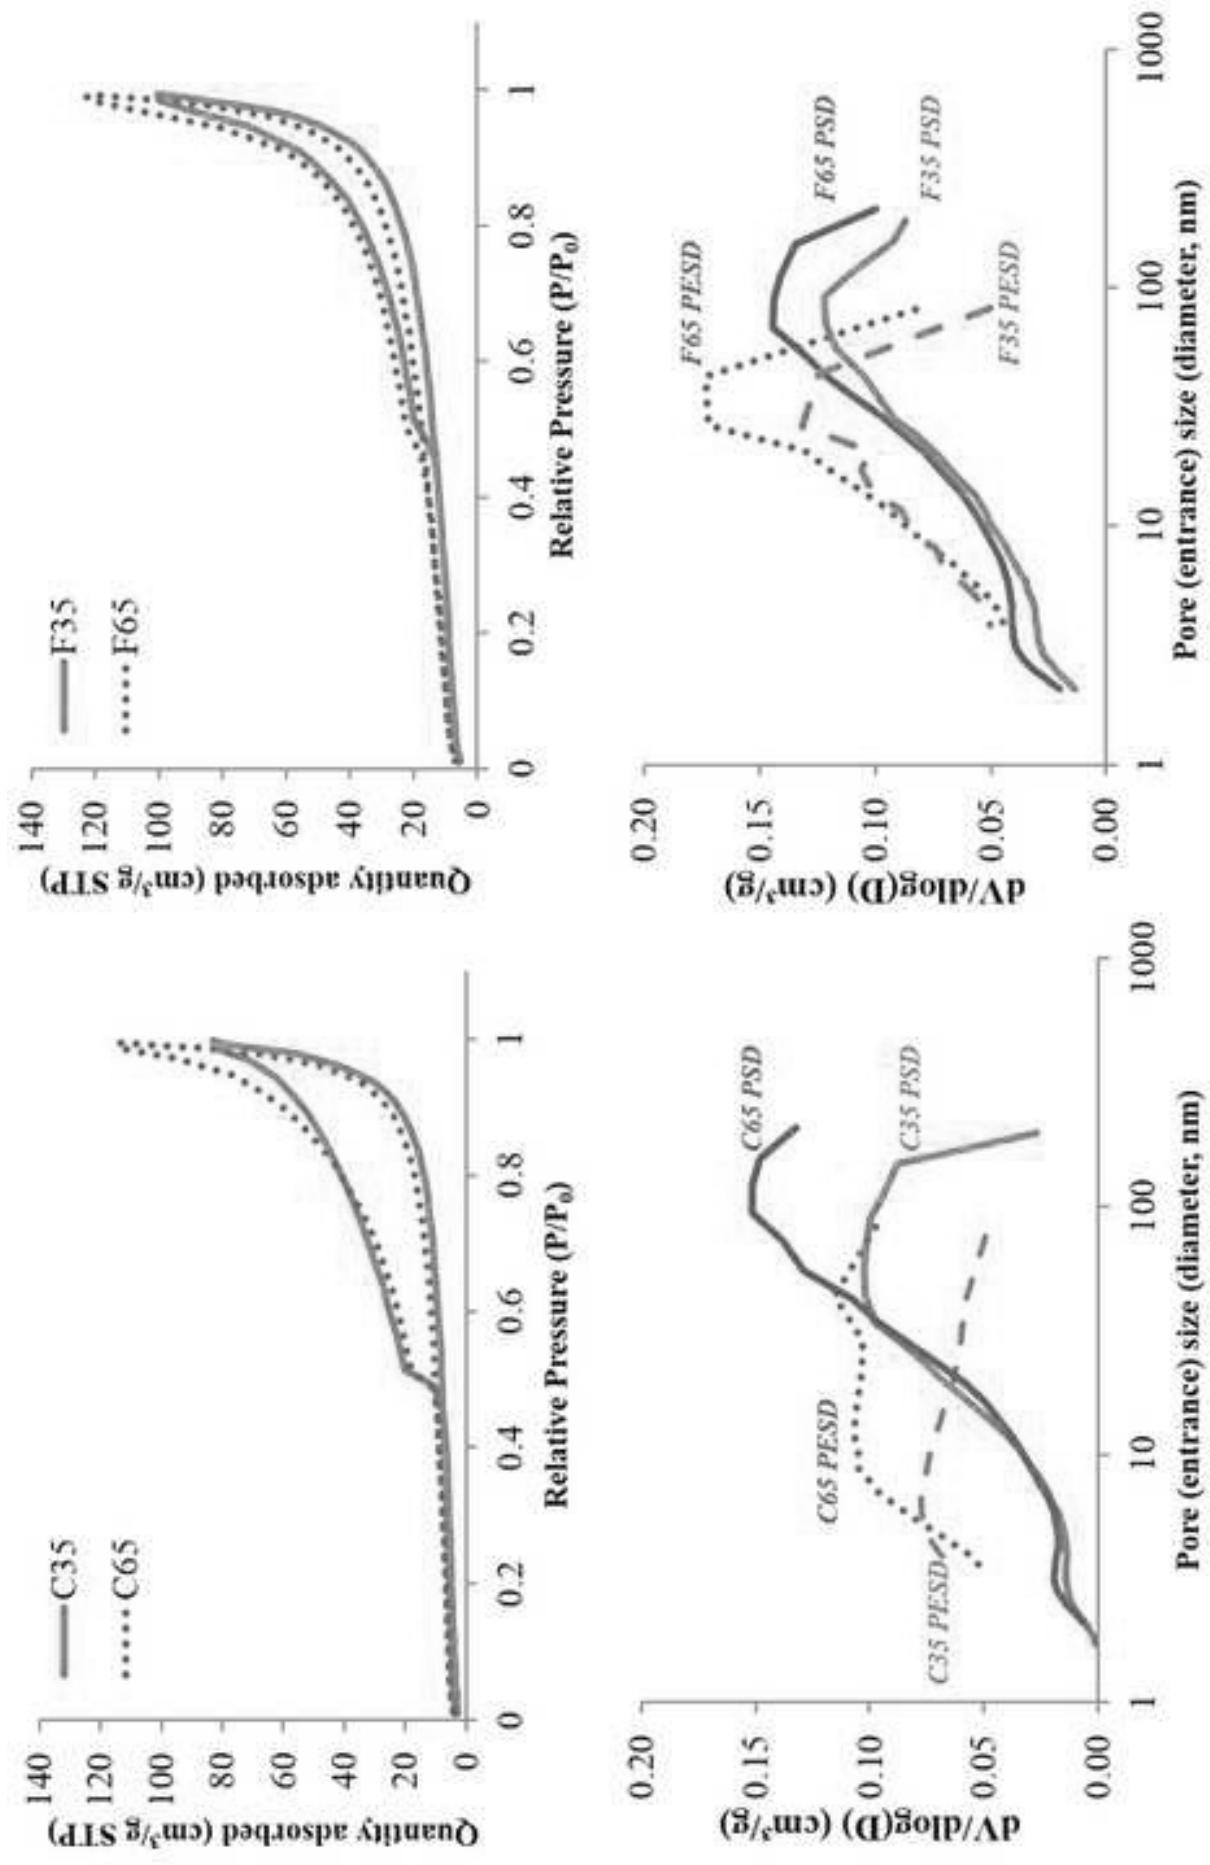 140
120
100
80
60
40
20
0
Quantity adsorbed (cm³/g STP)
C35
C65
0
0.2
0.4
0.6
0.8
1
Relative Pressure (P/P₀)
140
120
100
80
60
40
20
0
Quantity adsorbed (cm³/g STP)
F35
F65
0
0.2
0.4
0.6
0.8
1
Relative Pressure (P/P₀)
0.20
0.15
0.10
0.05
0.00
dV/dlog(D) (cm³/g)
C65 PSD
C35 PSD
C65 PESD
C35 PESD
1
10
100
1000
Pore (entrance) size (diameter, nm)
0.20
0.15
0.10
0.05
0.00
dV/dlog(D) (cm³/g)
F65 PSD
F35 PSD
F65 PESD
F35 PESD
1
10
100
1000
Pore (entrance) size (diameter, nm)